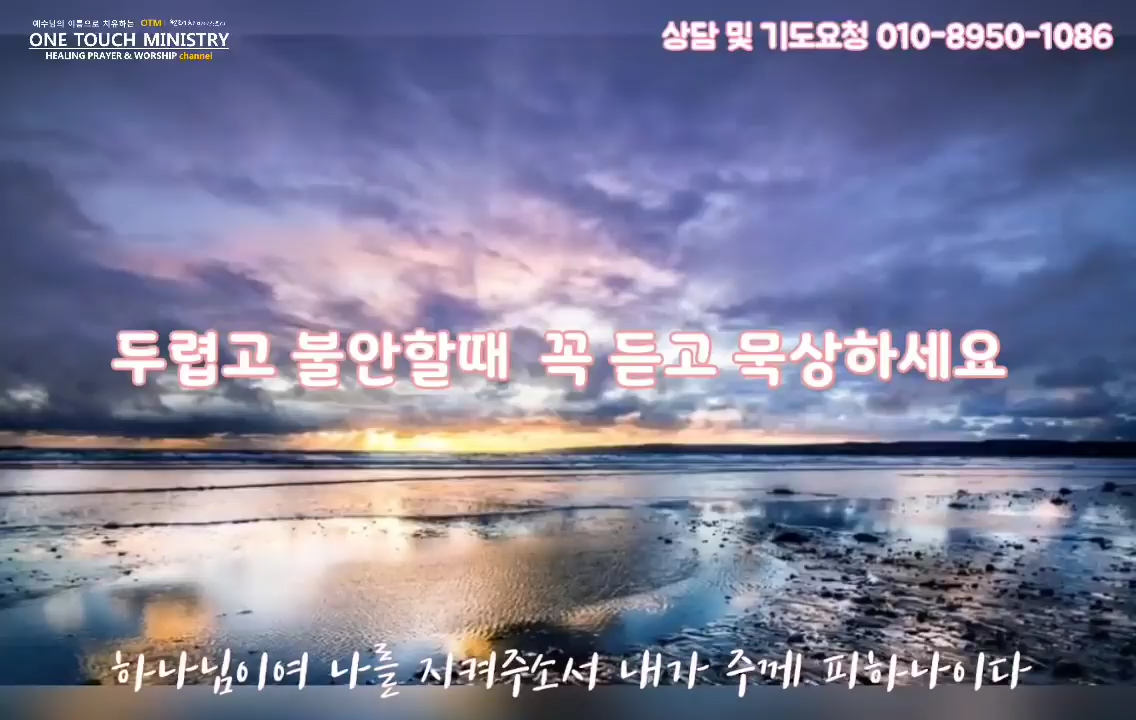 예수님의 이름으로 치유하는 OTM
ONE TOUCH MINISTRY
HEALING PRAYER & WORSHIP channel
상담 및 기도요청 010-8950-1086
두렵고 불안할때 꼭 듣고 묵상하세요
하나님이여 나를 지켜주소서 내가 주께 피하나이다